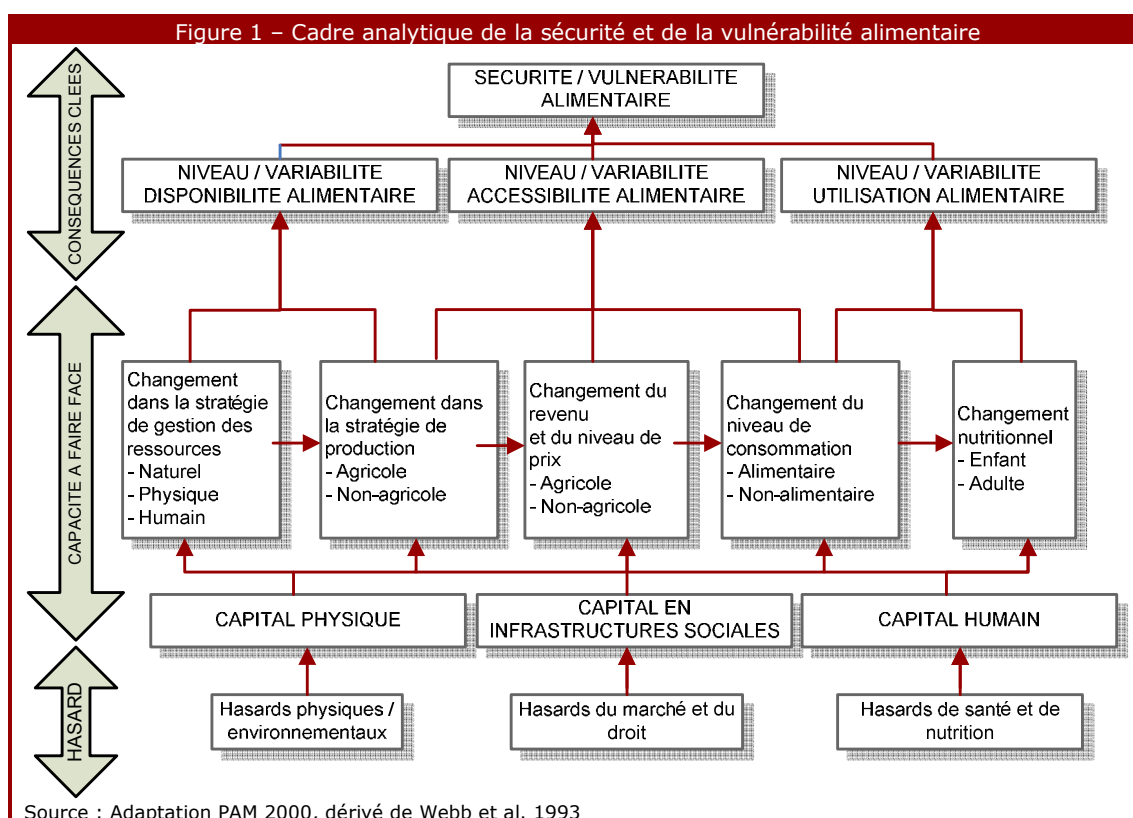 Figure 1 – Cadre analytique de la sécurité et de la vulnérabilité alimentaire
CONSEQUENCES CLEES
SECURITE / VULNERABILITE
ALIMENTAIRE
NIVEAU / VARIABILITE
DISPONIBILITE ALIMENTAIRE
NIVEAU / VARIABILITE
ACCESSIBILITE ALIMENTAIRE
NIVEAU / VARIABILITE
UTILISATION ALIMENTAIRE
CAPACITE A FAIRE FACE
Changement
dans la stratégie
de gestion des
ressources
- Naturel
- Physique
- Humain
Changement dans
la stratégie de
production
- Agricole
- Non-agricole
Changement du
revenu
et du niveau de
prix
- Agricole
- Non-agricole
Changement du
niveau de
consommation
- Alimentaire
- Non-alimentaire
Changement
nutritionnel
- Enfant
- Adulte
CAPITAL PHYSIQUE
CAPITAL EN
INFRASTRUCTURES SOCIALES
CAPITAL HUMAIN
HASARD
Hasards physiques /
environnementaux
Hasards du marché et du
droit
Hasards de santé et de
nutrition
Source : Adaptation PAM 2000, dérivé de Webb et al. 1993